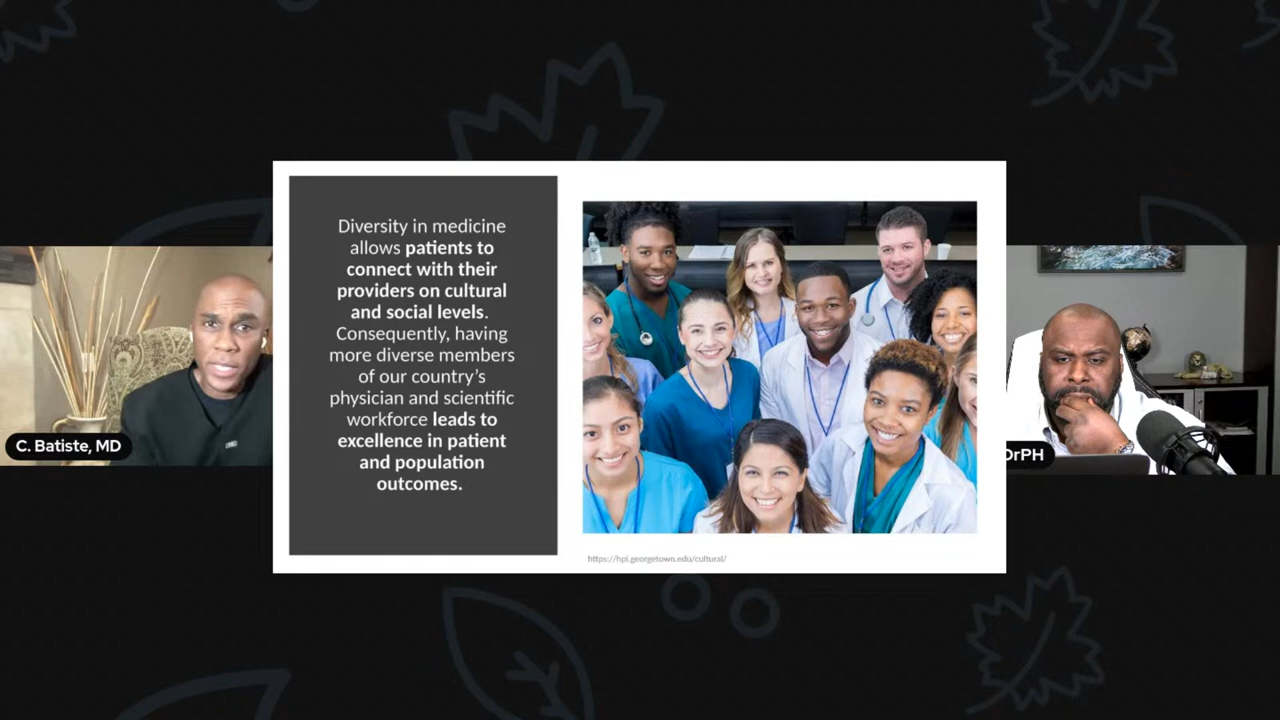 Diversity in medicine
allows patients to
connect with their
providers on cultural
and social levels.
Consequently, having
more diverse members
of our country's
physician and scientific
workforce leads to
excellence in patient
and population
outcomes.
https://hpi.georgetown.edu/cultural/
C. Batiste, MD
DrPH